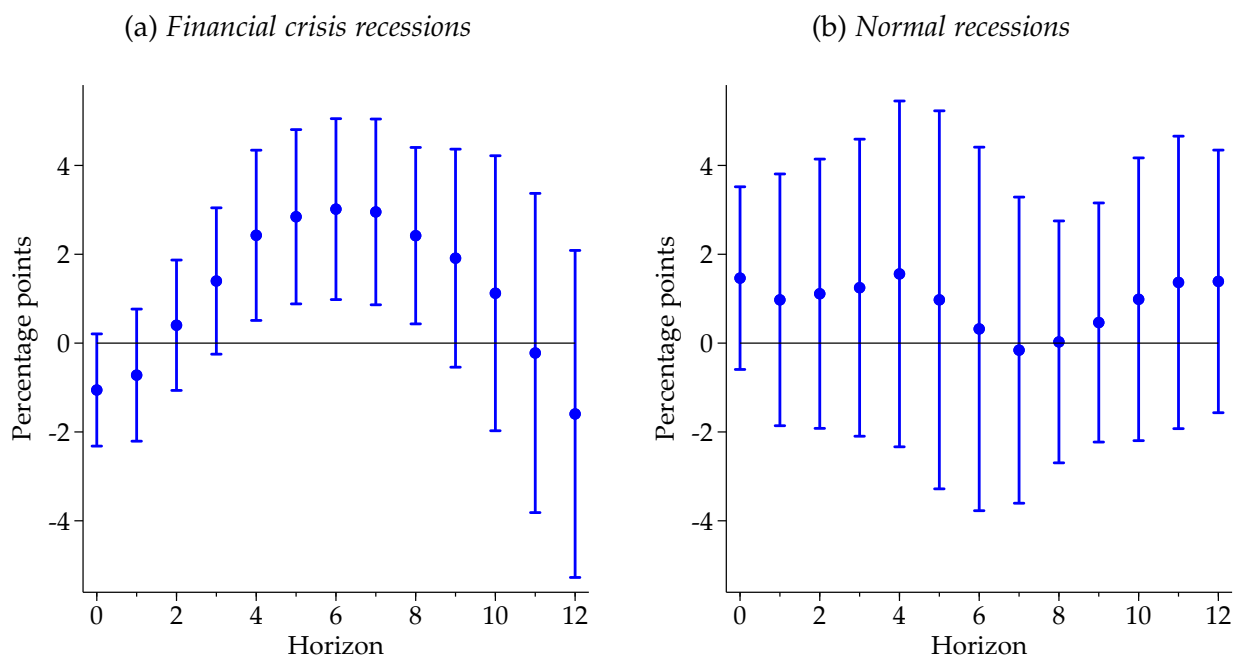 (a) Financial crisis recessions
Percentage points
4
2
0
-2
-4
0 2 4 6 8 10 12
Horizon
(b) Normal recessions
Percentage points
4
2
0
-2
-4
0 2 4 6 8 10 12
Horizon